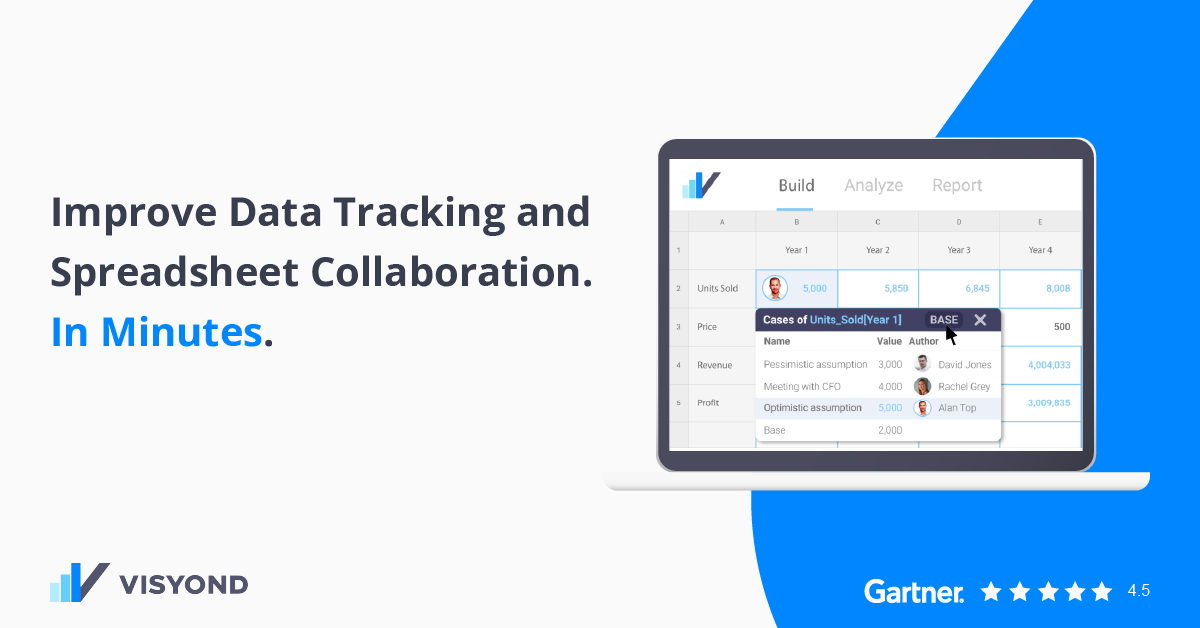 Improve Data Tracking and
Spreadsheet Collaboration.
In Minutes.
VISYOND
Build Analyze Report
A B C D E
1 Year 1 Year 2 Year 3 Year 4
2 Units Sold 5,000 5,850 6,845 8,008
3 Price 500
4 Revenue 4,004,033
5 Profit 3,009,835
Cases of Units_Sold[Year 1] BASE
Name Value Author
Pessimistic assumption 3,000 David Jones
Meeting with CFO 4,000 Rachel Grey
Optimistic assumption 5,000 Alan Top
Base 2,000
Gartner. 4.5